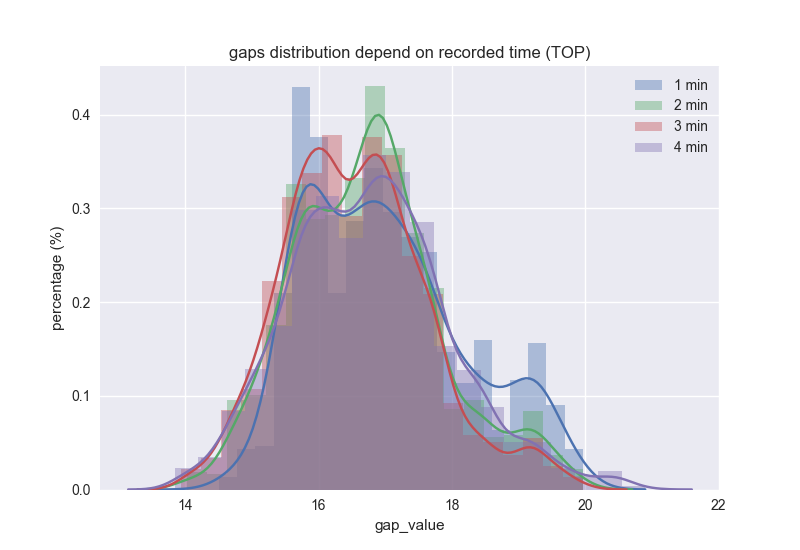 gaps distribution depend on recorded time (TOP)
1 min
2 min
3 min
4 min
0.4
0.3
0.2
0.1
0.0
percentage (%)
14 16 18 20 22
gap_value